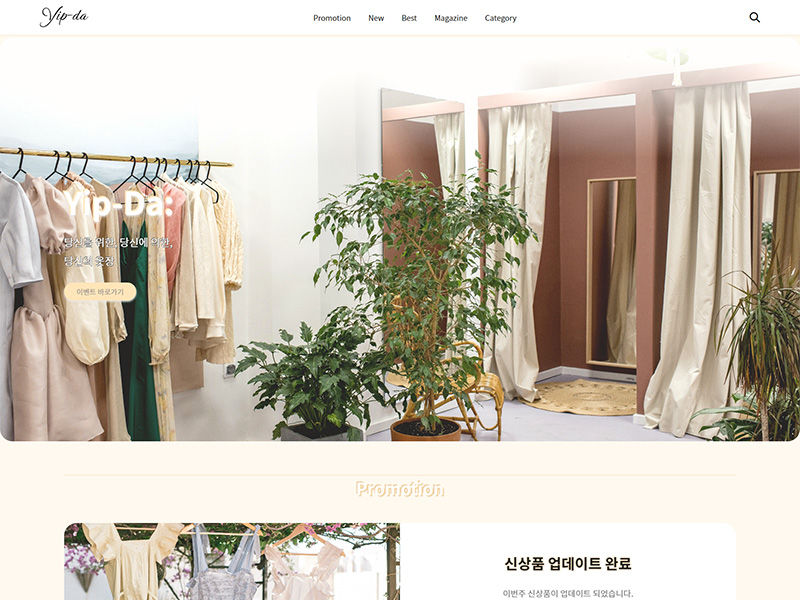 Yip-da
Promotion New Best Magazine Category
Yip-Da:
당신을 위한, 당신에 의한,
당신의 옷장
이벤트 바로가기
Promotion
신상품 업데이트 완료
이번주 신상품이 업데이트 되었습니다.